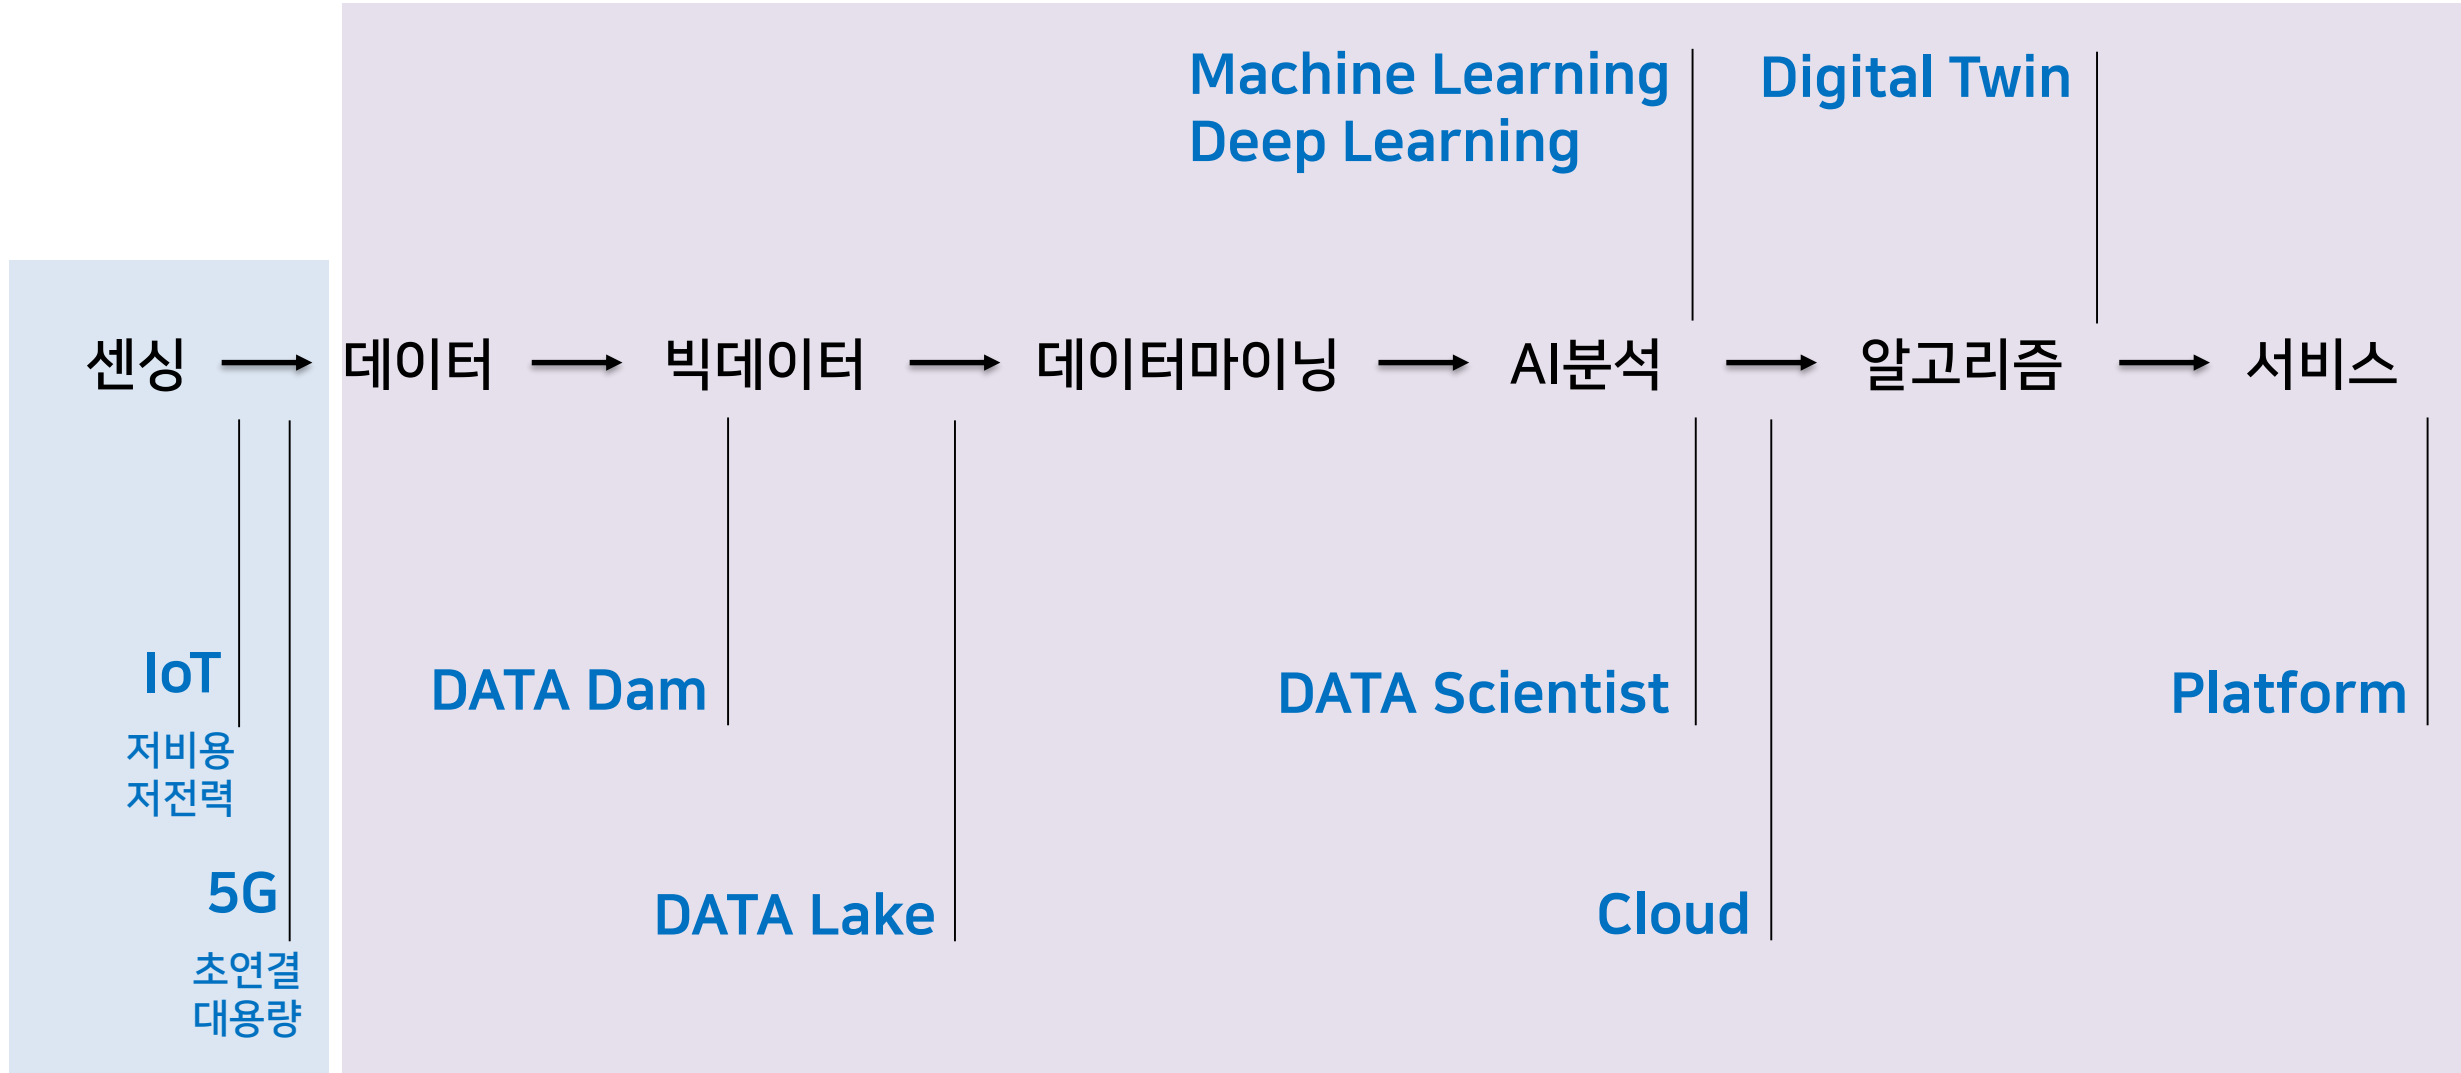 Machine Learning
Deep Learning
Digital Twin
센싱 데이터 빅데이터 데이터마이닝 AI분석 알고리즘 서비스
IoT
저비용
저전력
DATA Dam
DATA Scientist
Platform
5G
초연결
대용량
DATA Lake
Cloud